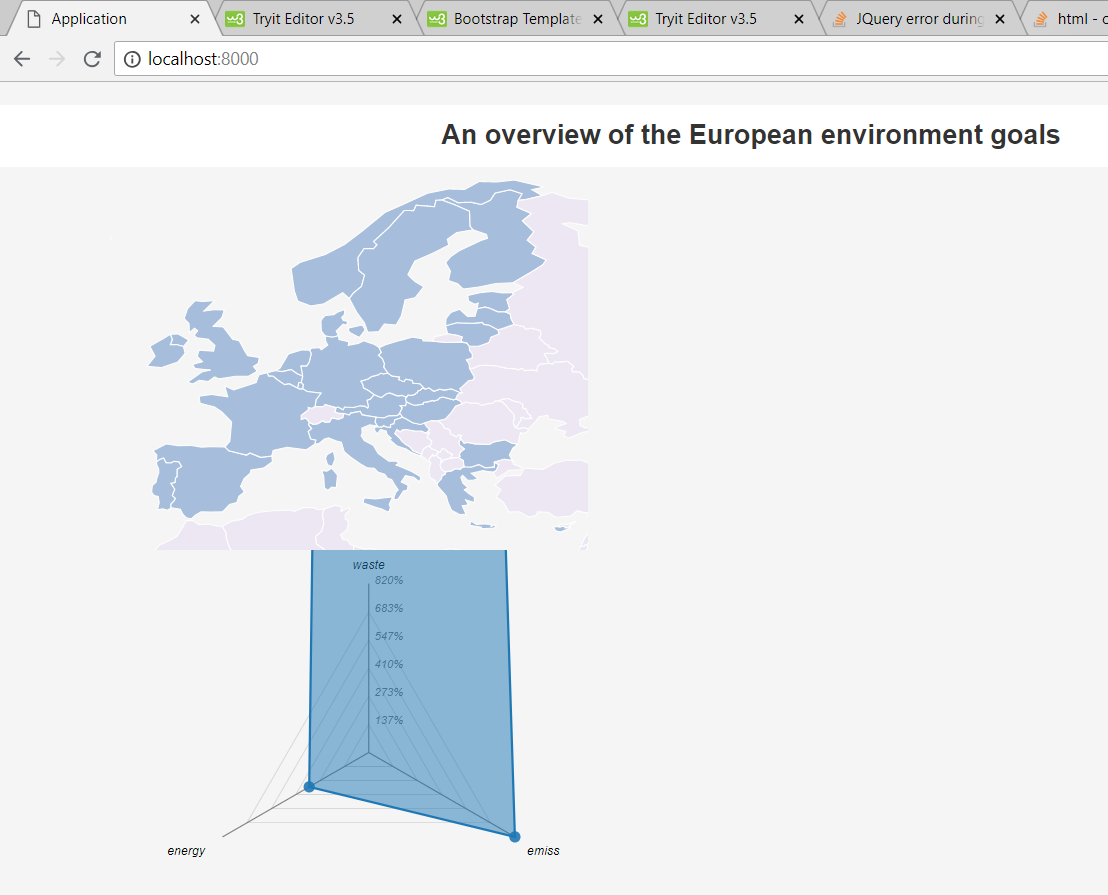 Application
Tryit Editor v3.5
Bootstrap Template
Tryit Editor v3.5
JQuery error during
html - c
localhost:8000
An overview of the European environment goals
waste
820%
683%
547%
410%
273%
137%
energy
emiss